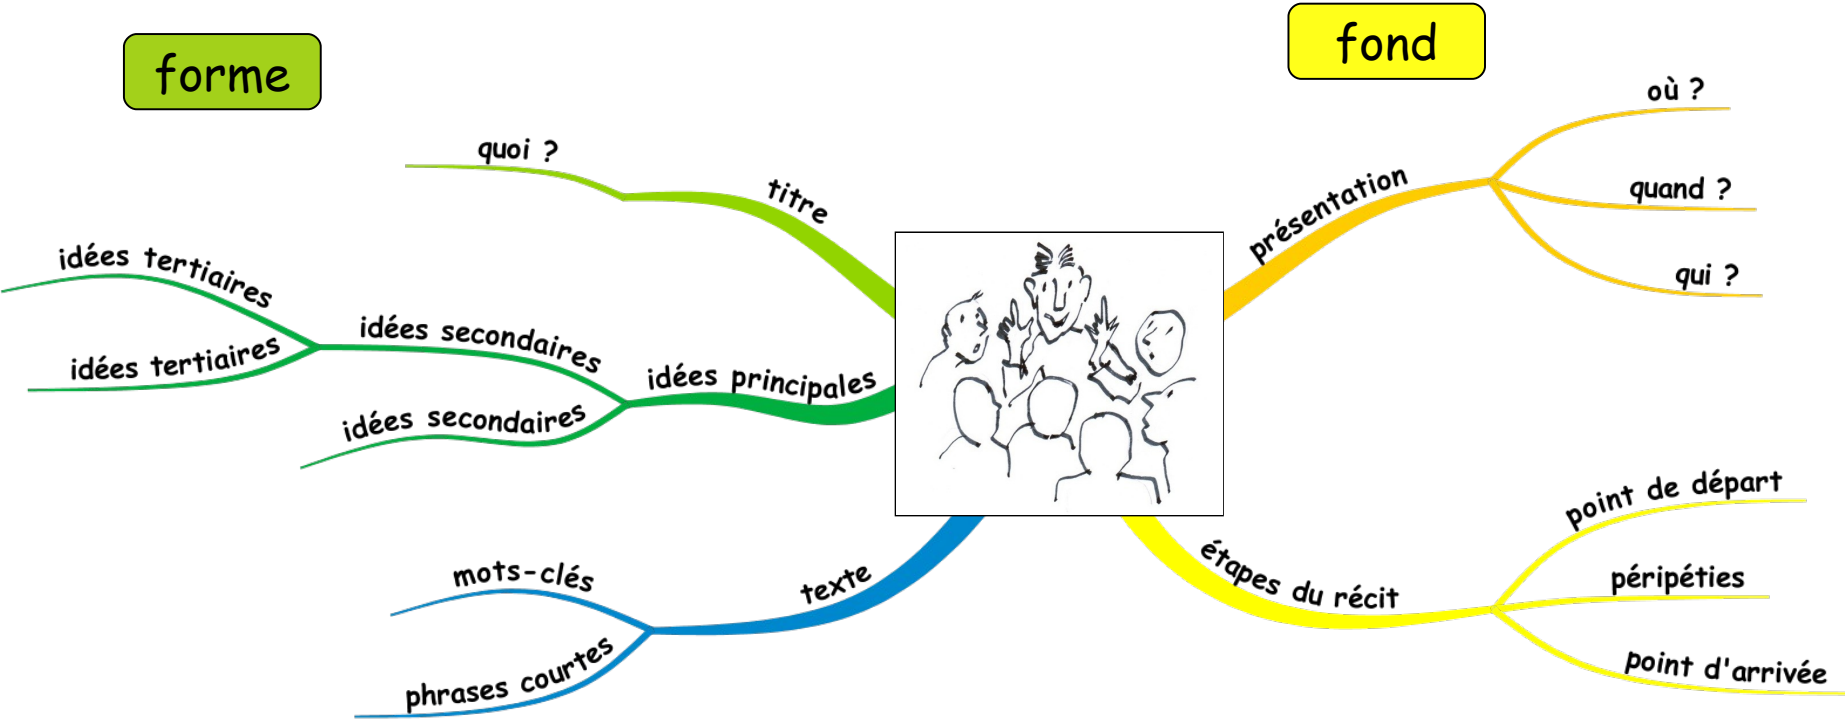 forme
titre
quoi ?
idées principales
idées secondaires
idées tertiaires
idées tertiaires
idées secondaires
texte
mots-clés
phrases courtes
fond
présentation
où ?
quand ?
qui ?
étapes du récit
point de départ
péripéties
point d'arrivée